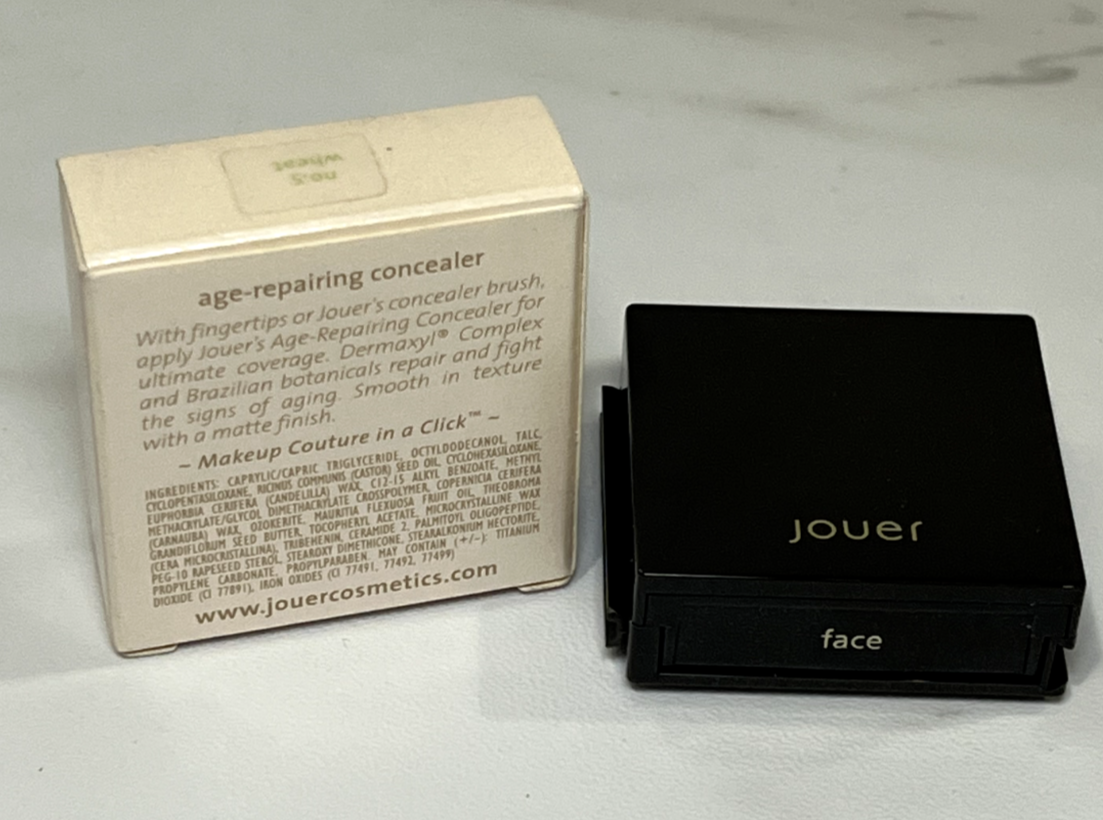 no.5
wheat
age-repairing concealer
With fingertips or Jouer's concealer brush,
apply Jouer's Age-Repairing Concealer for
ultimate coverage. Dermaxyl® Complex
and Brazilian botanicals repair and fight
the signs of aging. Smooth in texture
with a matte finish.
~ Makeup Couture in a Click™ ~
INGREDIENTS: CAPRYLIC/CAPRIC TRIGLYCERIDE, OCTYLDODECANOL, TALC,
CYCLOPENTASILOXANE, RICINUS COMMUNIS (CASTOR) SEED OIL, CYCLOHEXASILOXANE,
EUPHORBIA CERIFERA (CANDELILLA) WAX, C12-15 ALKYL BENZOATE, METHYL
METHACRYLATE/GLYCOL DIMETHACRYLATE CROSSPOLYMER, COPERNICIA CERIFERA
(CARNAUBA) WAX, OZOKERITE, MAURITIA FLEXUOSA FRUIT OIL, THEOBROMA
GRANDIFLORUM SEED BUTTER, TOCOPHERYL ACETATE, MICROCRYSTALLINE WAX
(CERA MICROCRISTALLINA), TRIBEHENIN, CERAMIDE 2, PALMITOYL OLIGOPEPTIDE,
PEG-10 RAPESEED STEROL, STEAROXY DIMETHICONE, STEARALKONIUM HECTORITE,
PROPYLENE CARBONATE, PROPYLPARABEN. MAY CONTAIN (+/-): TITANIUM
DIOXIDE (CI 77891), IRON OXIDES (CI 77491, 77492, 77499)
www.jouercosmetics.com
jouer
face